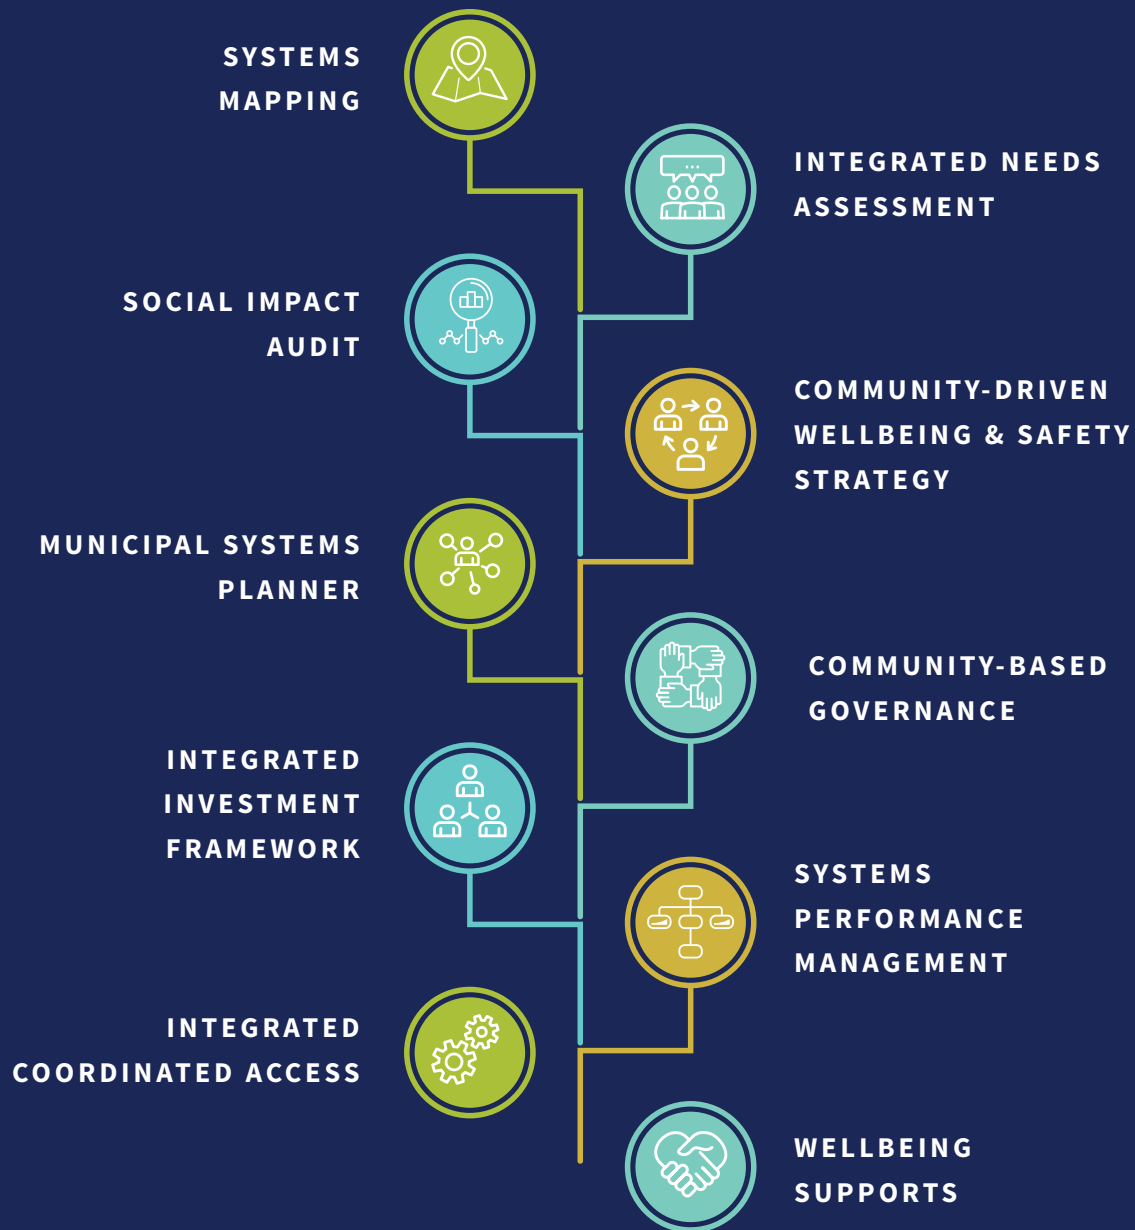 SYSTEMS
MAPPING
INTEGRATED NEEDS
ASSESSMENT
SOCIAL IMPACT
AUDIT
COMMUNITY-DRIVEN
WELLBEING & SAFETY
STRATEGY
MUNICIPAL SYSTEMS
PLANNER
COMMUNITY-BASED
GOVERNANCE
INTEGRATED
INVESTMENT
FRAMEWORK
SYSTEMS
PERFORMANCE
MANAGEMENT
INTEGRATED
COORDINATED ACCESS
WELLBEING
SUPPORTS